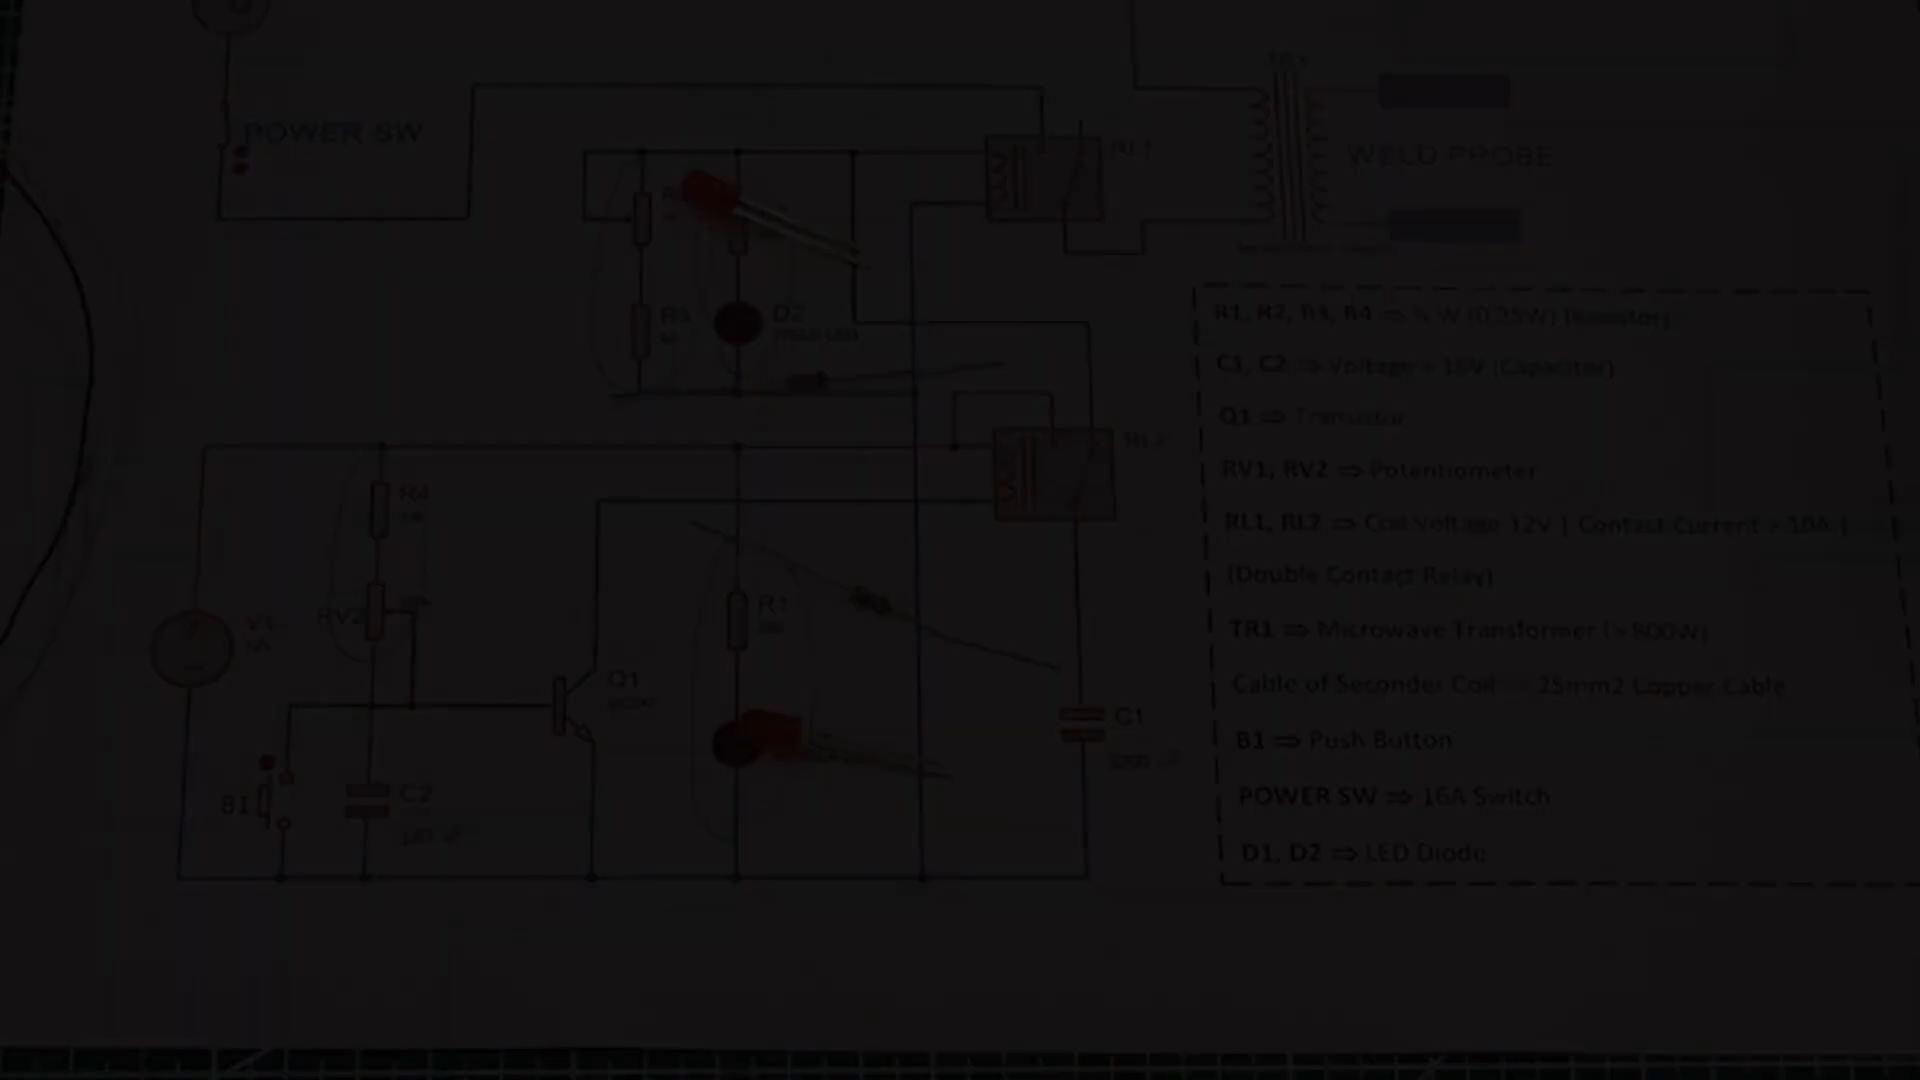 TR1
POWER SW
RL1
WELD PROBE
R3
D2
R1, R2, R3, R4 ⇒ ¼ W (0.25W) (Resistor)
C1, C2 ⇒ Voltage > 16V (Capacitor)
Q1 ⇒ Transistor
RL2
RV1, RV2 ⇒ Potentiometer
R4
RL1, RL2 ⇒ Coil Voltage 12V | Contact Current > 10A |
(Double Contact Relay)
RV2
R1
TR1 ⇒ Microwave Transformer (>800W)
Q1
Cable of Seconder Coil ⇒ 25mm2 Copper Cable
C1
B1 ⇒ Push Button
B1
C2
POWER SW ⇒ 16A Switch
D1, D2 ⇒ LED Diode